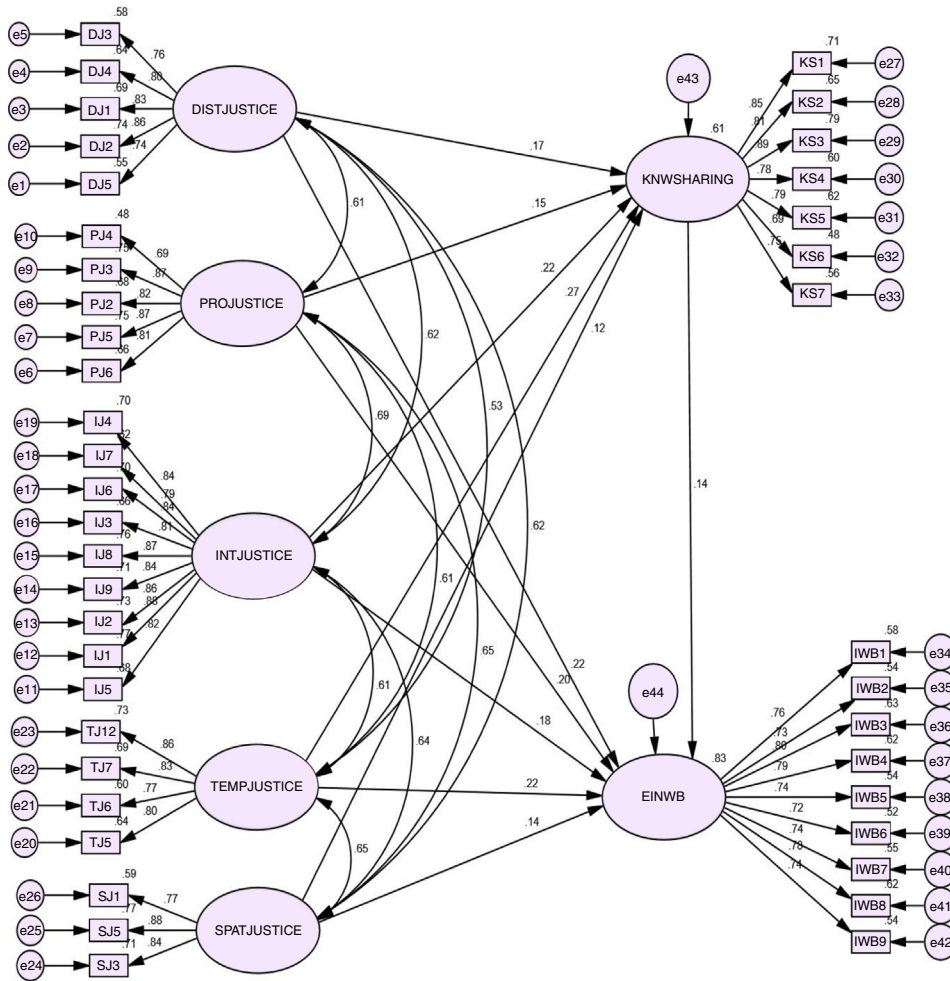 e5 DJ3 .58 .76
e4 DJ4 .64 .80
e3 DJ1 .69 .83
e2 DJ2 .74 .86
e1 DJ5 .55 .74
DISTJUSTICE
e10 PJ4 .48 .69
e9 PJ3 .75 .87
e8 PJ2 .68 .82
e7 PJ5 .75 .87
e6 PJ6 .66 .81
PROJUSTICE
e19 IJ4 .70 .84
e18 IJ7 .62 .79
e17 IJ6 .70 .84
e16 IJ3 .66 .81
e15 IJ8 .76 .87
e14 IJ9 .71 .84
e13 IJ2 .73 .86
e12 IJ1 .77 .88
e11 IJ5 .68 .82
INTJUSTICE
e23 TJ12 .73 .86
e22 TJ7 .69 .83
e21 TJ6 .60 .77
e20 TJ5 .64 .80
TEMPJUSTICE
e26 SJ1 .59 .77
e25 SJ5 .77 .88
e24 SJ3 .71 .84
SPATJUSTICE
.61
.62
.53
.62
.69
.61
.65
.61
.64
.65
.17
.15
.22
.27
.12
.14
.22
.20
.18
.22
.14
e43
.61
KNWSHARING
.85 KS1 .71 e27
.81 KS2 .65 e28
.89 KS3 .79 e29
.78 KS4 .60 e30
.79 KS5 .62 e31
.69 KS6 .48 e32
.75 KS7 .56 e33
e44
.83
EINWB
.76 IWB1 .58 e34
.73 IWB2 .54 e35
.80 IWB3 .63 e36
.79 IWB4 .62 e37
.74 IWB5 .54 e38
.72 IWB6 .52 e39
.74 IWB7 .55 e40
.78 IWB8 .62 e41
.74 IWB9 .54 e42